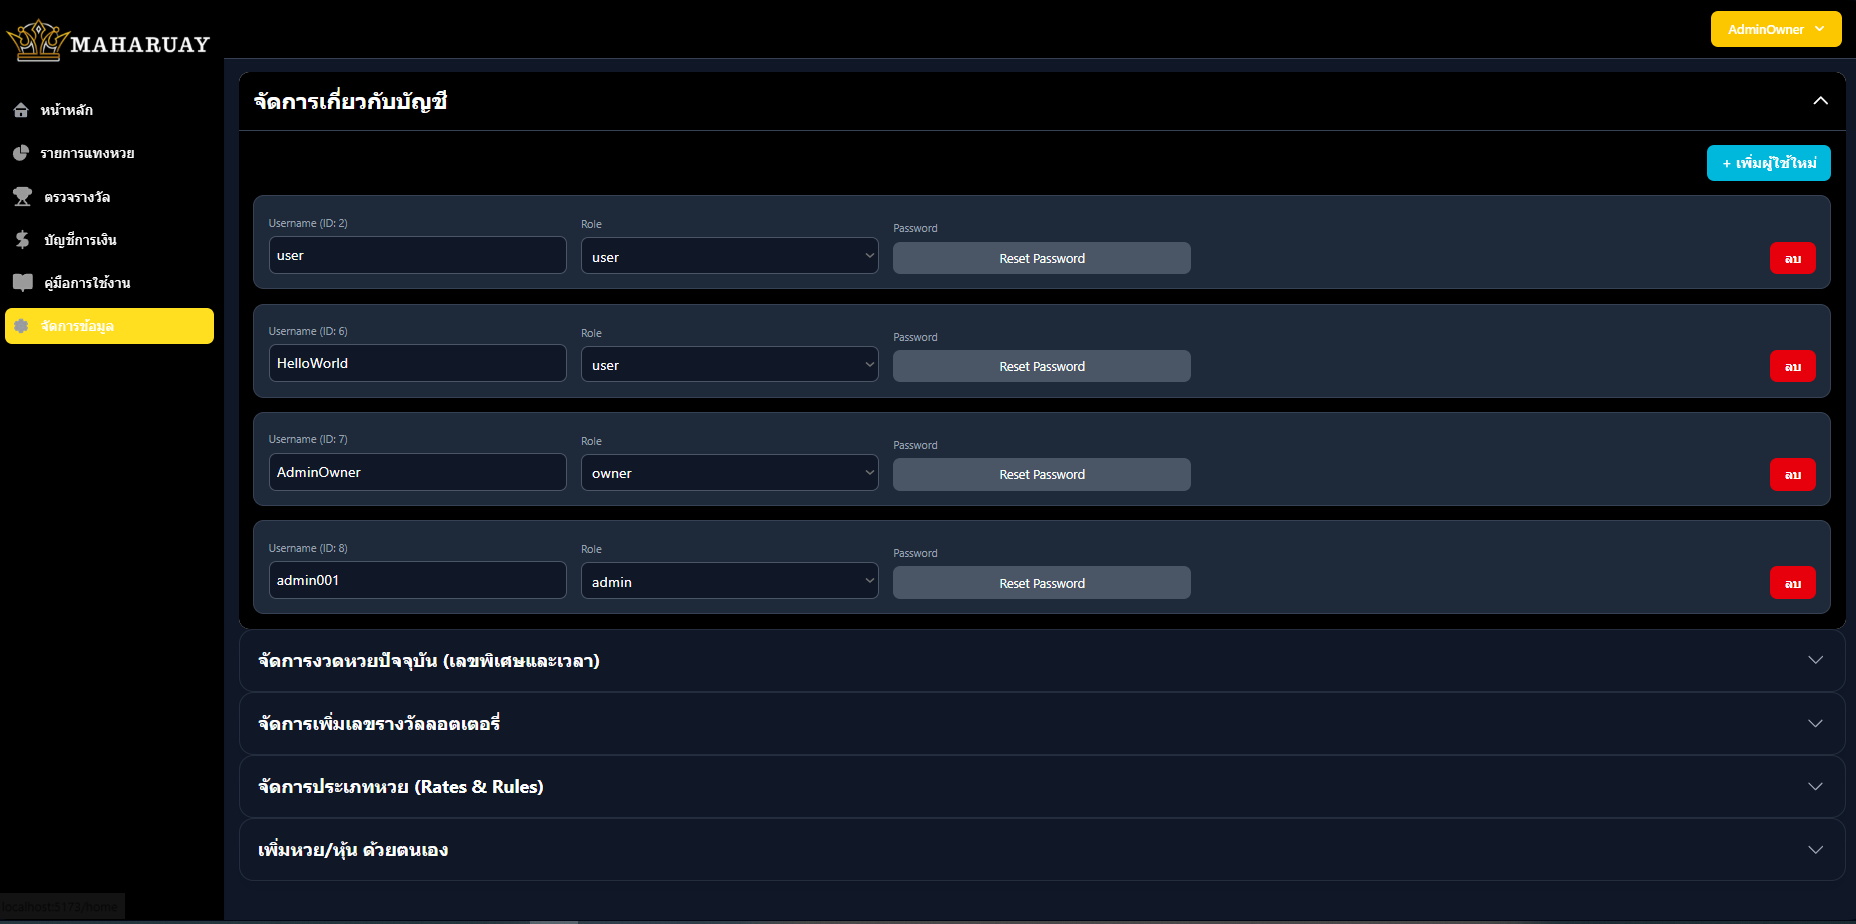 MAHARUAY
AdminOwner
หน้าหลัก
รายการแทงหวย
ตรวจรางวัล
บัญชีการเงิน
คู่มือการใช้งาน
จัดการข้อมูล
จัดการเกี่ยวกับบัญชี
+ เพิ่มผู้ใช้ใหม่
Username (ID: 2)
Role
Password
user
user
Reset Password
ลบ
Username (ID: 6)
Role
Password
HelloWorld
user
Reset Password
ลบ
Username (ID: 7)
Role
Password
AdminOwner
owner
Reset Password
ลบ
Username (ID: 8)
Role
Password
admin001
admin
Reset Password
ลบ
จัดการงวดหวยปัจจุบัน (เลขพิเศษและเวลา)
จัดการเพิ่มเลขรางวัลลอตเตอรี่
จัดการประเภทหวย (Rates & Rules)
เพิ่มหวย/หุ้น ด้วยตนเอง
localhost:5173/home